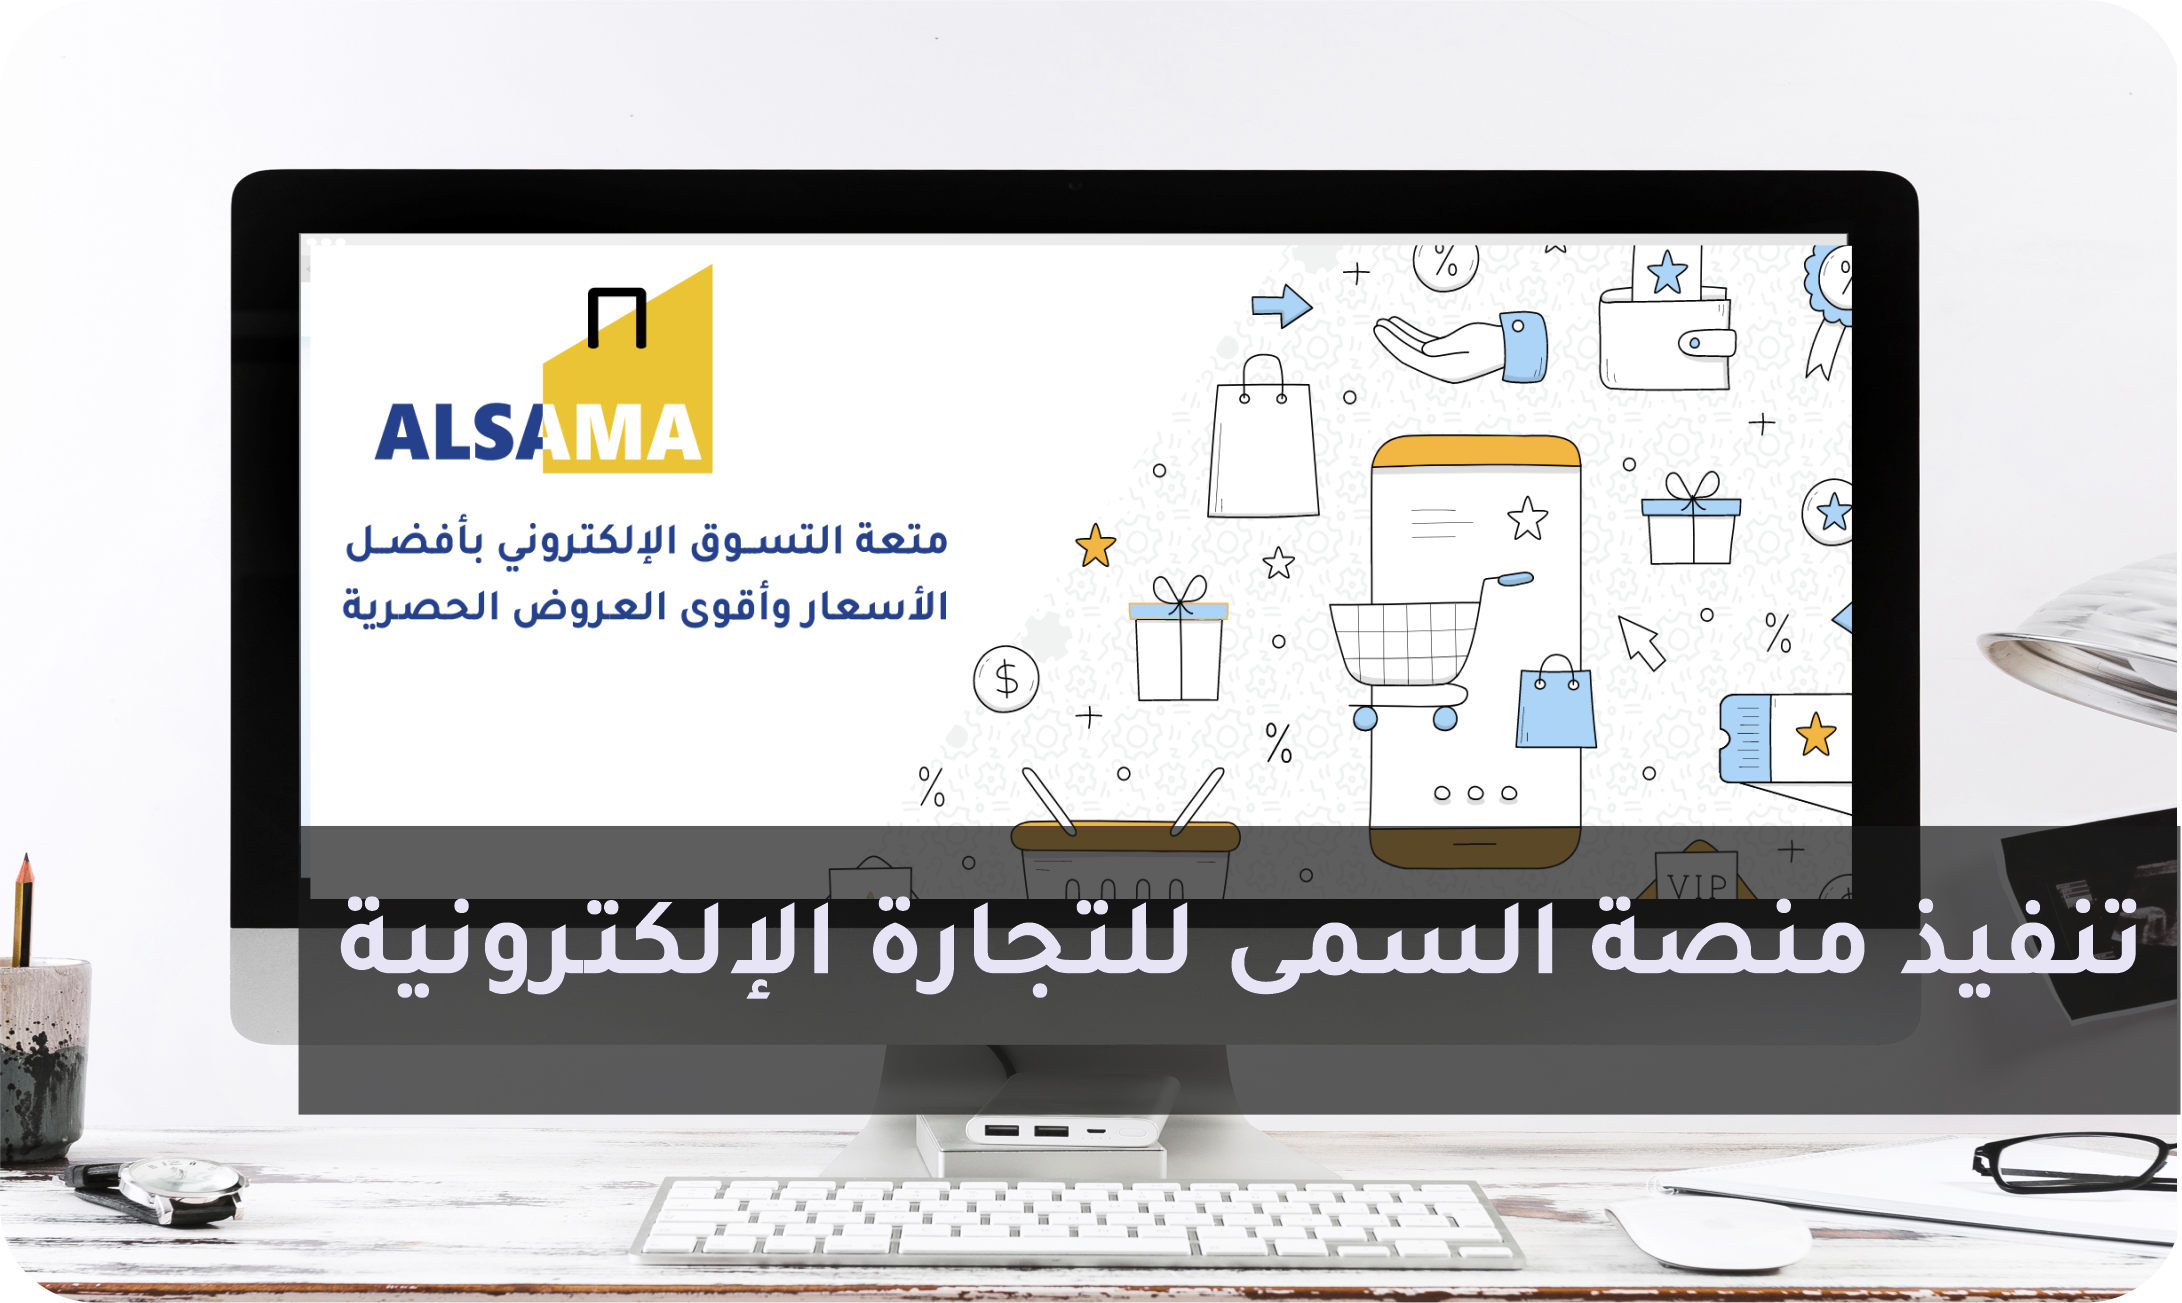 ALSAMA
متعة التسوق الإلكتروني بأفضل
الأسعار وأقوى العروض الحصرية
%
%
$
%
%
VIP
تنفيذ منصة السمى للتجارة الإلكترونية